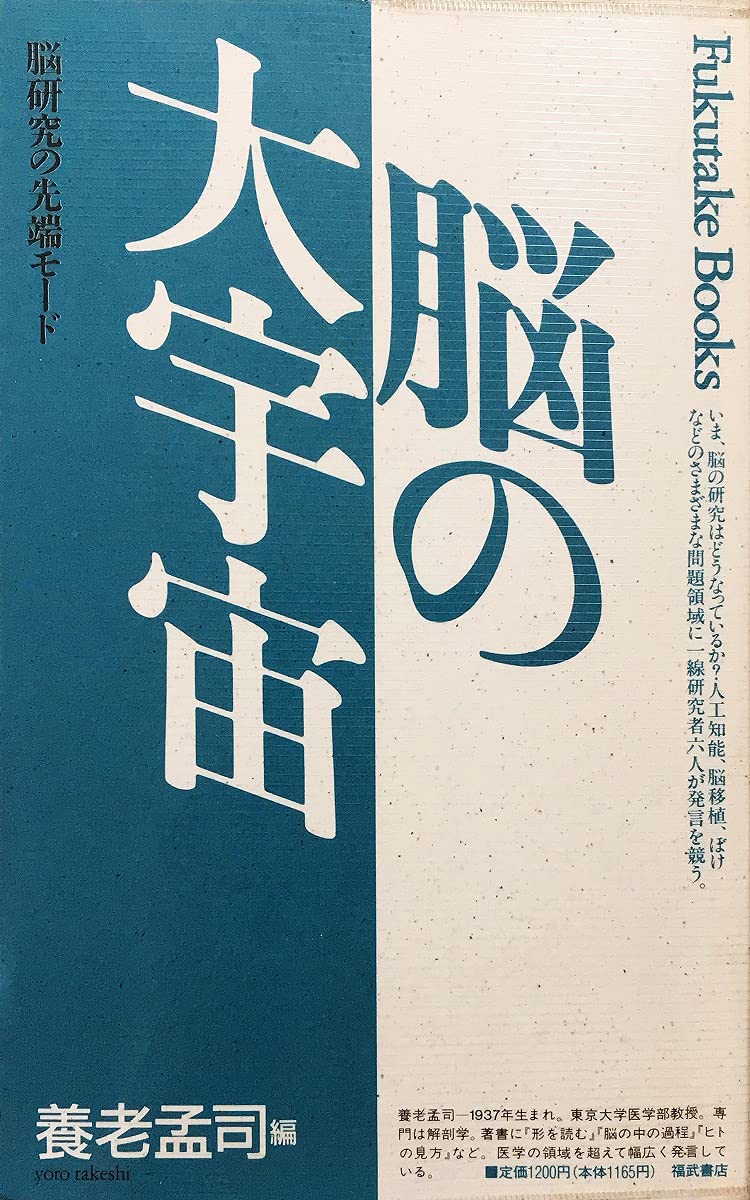 Fukutake Books
いま、脳の研究はどうなっているか?人工知能、脳移植、ぼけ
などのさまざまな問題領域に一線研究者六人が発言を競う。
脳の
大宇宙
脳研究の先端モード
養老孟司編
yoro takeshi
養老孟司―1937年生まれ。東京大学医学部教授。専
門は解剖学。著書に『形を読む』『脳の中の過程』『ヒト
の見方』など。医学の領域を超えて幅広く発言して
いる。 ■定価1200円(本体1165円) 福武書店